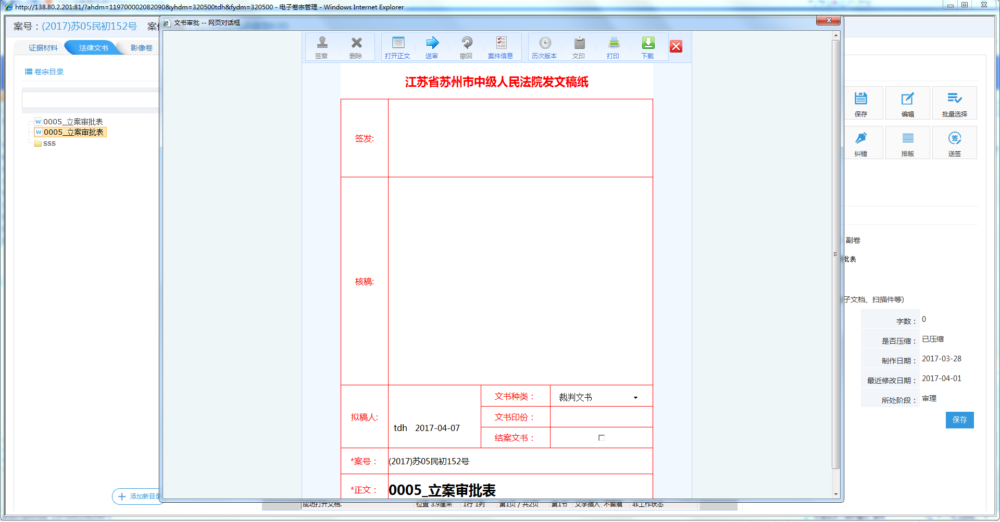 http://138.80.2.201:81/?ahdm=119700002082090&yhdm=320500tdh&fydm=320500 - 电子卷宗管理 - Windows Internet Explorer
案号：(2017)苏05民初152号 案
文书审批 -- 网页对话框
证据材料 法律文书 影像卷
签章 删除 打开正文 送审 撤回 案件信息 历次版本 文印 打印 下载
卷宗目录
0005_立案审批表
0005_立案审批表
sss
添加新目录
江苏省苏州市中级人民法院发文稿纸
签发:
核稿:
拟稿人:
tdh 2017-04-07
文书种类： 裁判文书
文书印份：
结案文书：
*案号： (2017)苏05民初152号
*正文： 0005_立案审批表
保存 编辑 批量选择
纠错 排版 签 送签
副卷
批表
子文档、扫描件等)
字数： 0
是否压缩： 已压缩
制作日期： 2017-03-28
最近修改日期： 2017-04-01
所处阶段： 审理
保存
成功打开文档. 位置 3.9厘米 1行 1列 第1页 / 共2页 第1节 文字插入 不留痕 非工作状态